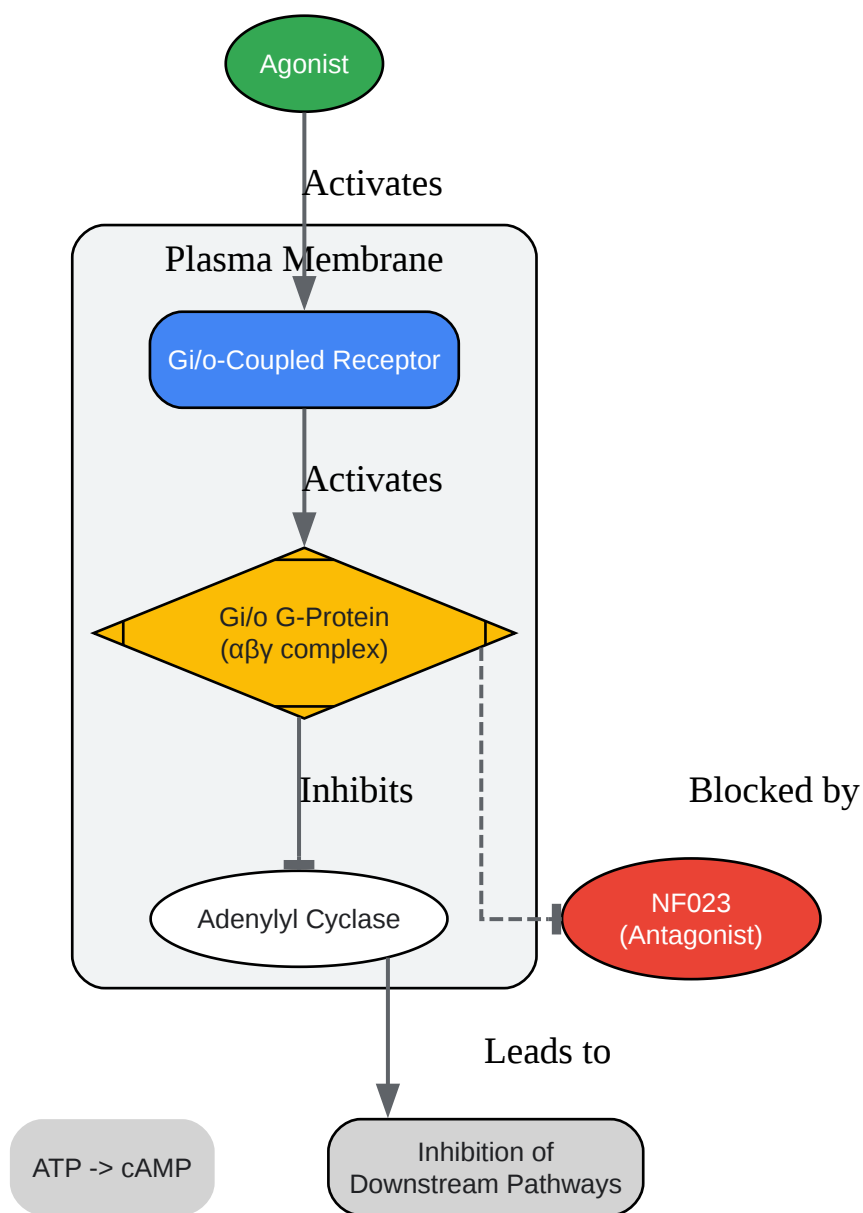 Agonist
Activates
Plasma Membrane
Gi/o-Coupled Receptor
Activates
Gi/o G-Protein
(αβγ complex)
Inhibits
Blocked by
Adenylyl Cyclase
NF023
(Antagonist)
Leads to
ATP -> cAMP
Inhibition of
Downstream Pathways